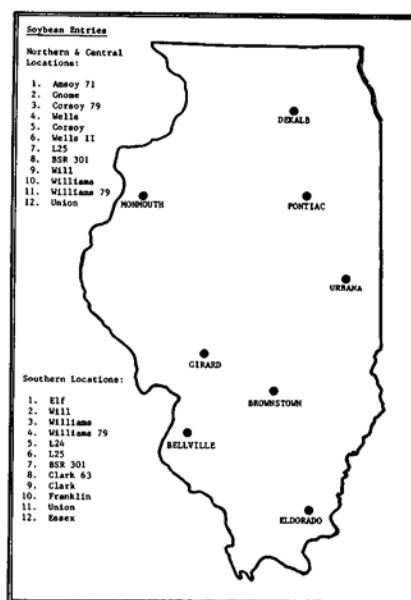 Soybean Entries
Northern & Central
Locations:
1. Amsoy 71
2. Gnome
3. Corsoy 79
4. Wells
5. Corsoy
6. Wells II
7. L25
8. BSR 301
9. Will
10. Williams
11. Williams 79
12. Union
DEKALB
MONMOUTH
PONTIAC
URBANA
GIRARD
BROWNSTOWN
BELLVILLE
ELDORADO
Southern Locations:
1. Elf
2. Will
3. Williams
4. Williams 79
5. L24
6. L25
7. BSR 301
8. Clark 63
9. Clark
10. Franklin
11. Union
12. Essex